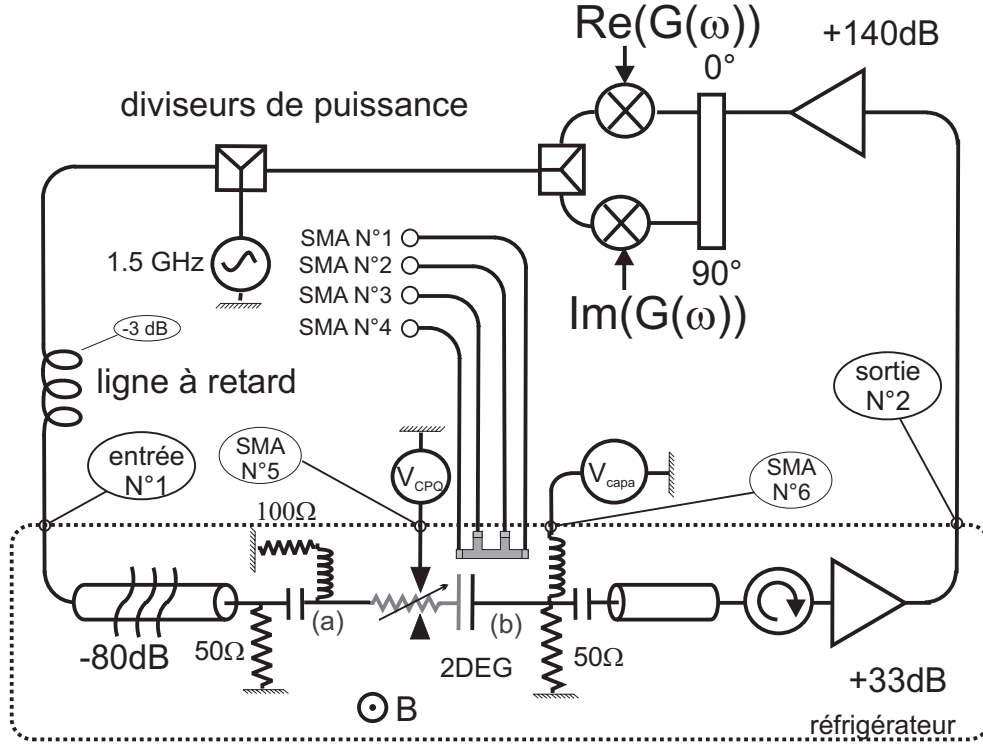 Re(G(ω))
+140dB
0°
diviseurs de puissance
SMA N°1
1.5 GHz
SMA N°2
SMA N°3
90°
SMA N°4
Im(G(ω))
-3 dB
ligne à retard
sortie
N°2
entrée
N°1
SMA
N°5
V CPQ
V capa
SMA
N°6
100Ω
(a)
(b)
-80dB
50Ω
2DEG
50Ω
+33dB
B
réfrigérateur